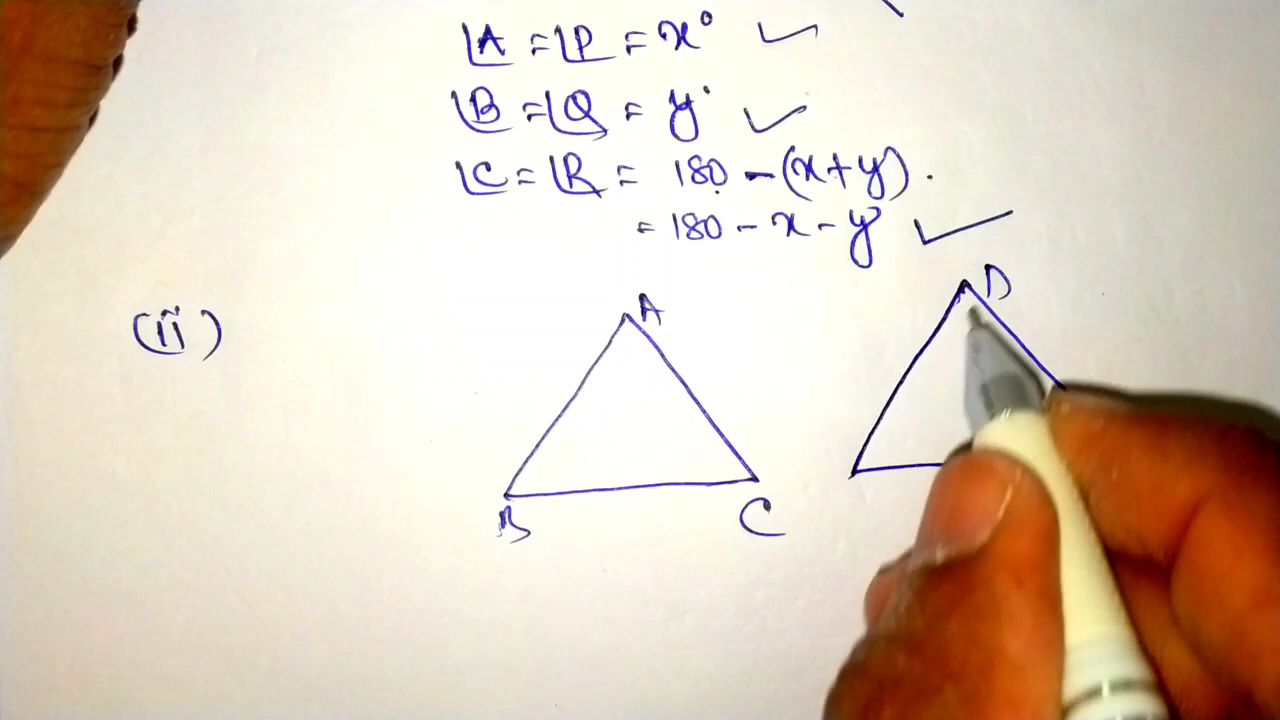 ∠A = ∠P = x°
∠B = ∠Q = y°
∠C = ∠R = 180 - (x+y).
= 180 - x - y
(ii)
A
D
B
C